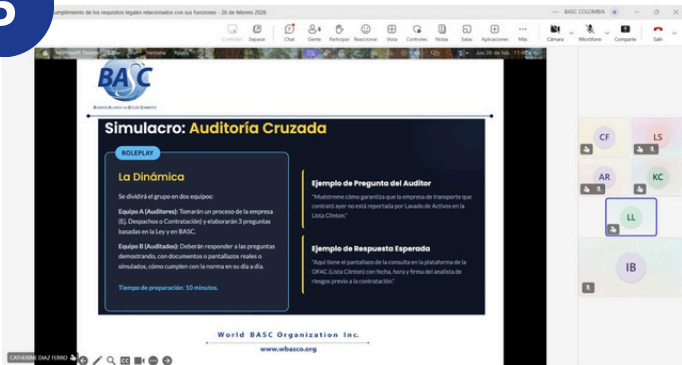 umplimiento de los requisitos legales relacionados con sus funciones - 26 de febrero 2026
BASC COLOMBIA
Controlar Separar Chat Gente Participar Reaccionar Vista Controles Notas Salas Aplicaciones Más Cámara Micrófono Compartir Salir
Ventana Ayuda
BASC
Simulacro: Auditoría Cruzada
ROLEPLAY
La Dinámica
Se dividirá el grupo en dos equipos:
Equipo A (Auditores): Tomarán un proceso de la empresa
(Ej. Despachos o Contratación) y elaborarán 3 preguntas
basadas en la Ley y en BASC.
Equipo B (Auditados): Deberán responder a las preguntas
demostrando, con documentos o pantallazos reales o
simulados, cómo cumplen con la norma en su día a día.
Tiempo de preparación: 10 minutos.
Ejemplo de Pregunta del Auditor
"Muéstreme cómo garantiza que la empresa de transporte que
contrató ayer no está reportada por Lavado de Activos en la
Lista Clinton."
Ejemplo de Respuesta Esperada
"Aquí tiene el pantallazo de la consulta en la plataforma de la
OFAC (Lista Clinton) con fecha, hora y firma del analista de
riesgos previo a la contratación."
World BASC Organization Inc.
www.wbasco.org
CATHERINE DIAZ FERRO
CF
LS
AR
KC
LL
IB